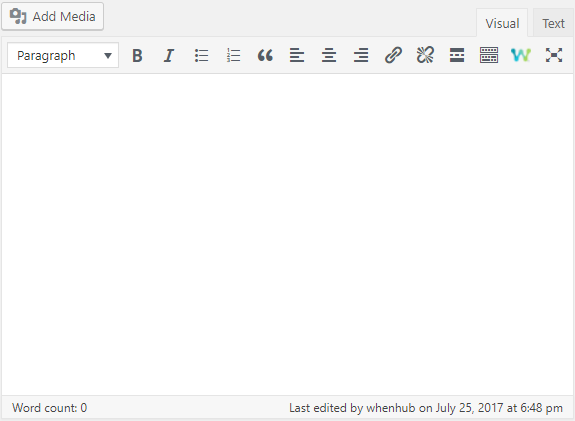 Add Media
Visual Text
Paragraph
Word count: 0 Last edited by whenhub on July 25, 2017 at 6:48 pm